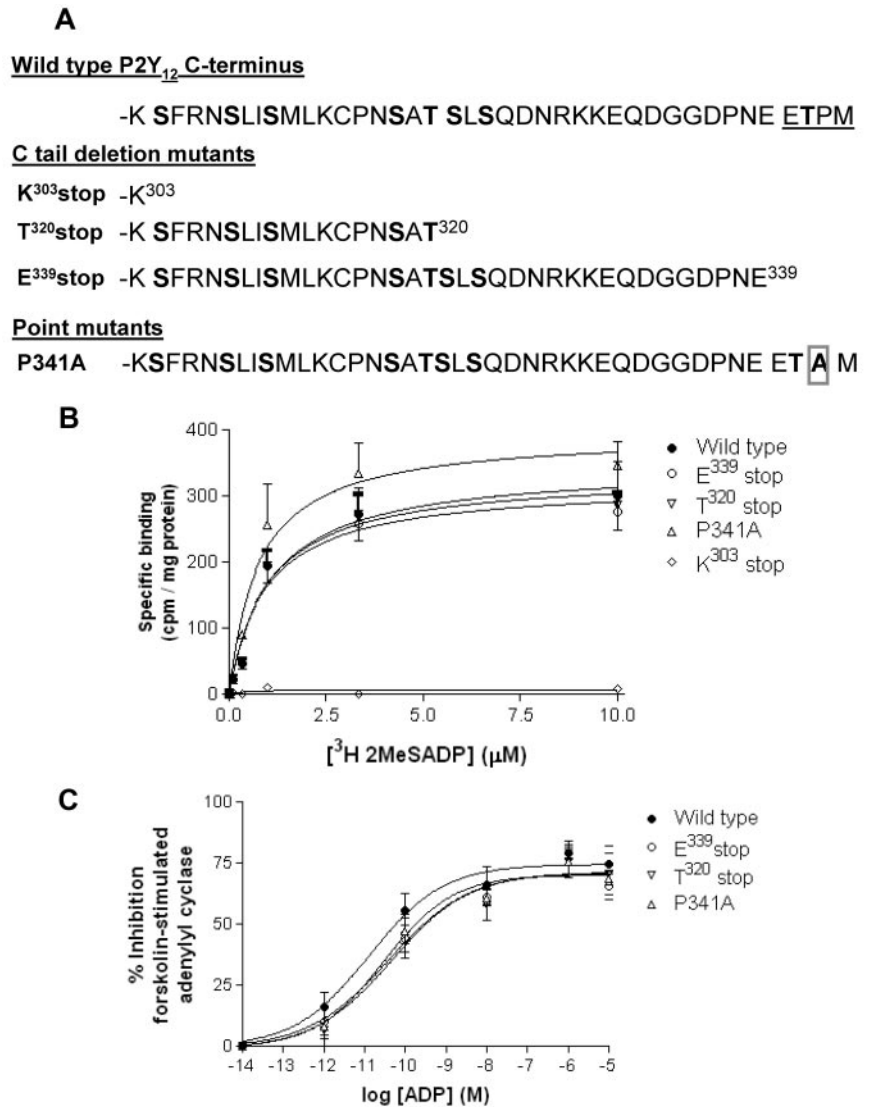 A
Wild type P2Y12 C-terminus
-K SFRNSLISMLKCPNSAT SLSQDNRKKEQDGGDPNE ETPM
C tail deletion mutants
K303stop -K303
T320stop -K SFRNSLISMLKCPNSAT320
E339stop -K SFRNSLISMLKCPNSATSLSQDNRKKEQDGGDPNE339
Point mutants
P341A -KSFRNSLISMLKCPNSATSLSQDNRKKEQDGGDPNE ET A M
B
Specific binding
(cpm / mg protein)
400
300
200
100
0
0.0 2.5 5.0 7.5 10.0
[3H 2MeSADP] (μM)
Wild type
E339 stop
T320 stop
P341A
K303 stop
C
% Inhibition
forskolin-stimulated
adenylyl cyclase
100
75
50
25
0
-14 -13 -12 -11 -10 -9 -8 -7 -6 -5
log [ADP] (M)
Wild type
E339stop
T320 stop
P341A